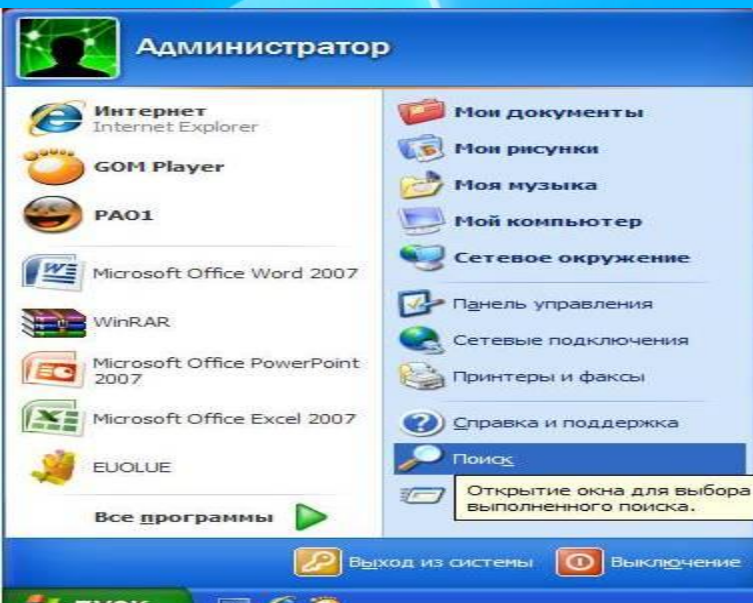 Администратор
Интернет
Internet Explorer
GOM Player
PAO1
Microsoft Office Word 2007
WinRAR
Microsoft Office PowerPoint
2007
Microsoft Office Excel 2007
EUOLUE
Все программы
Мои документы
Мои рисунки
Моя музыка
Мой компьютер
Сетевое окружение
Панель управления
Сетевые подключения
Принтеры и факсы
Справка и поддержка
Поиск
Открытие окна для выбора
выполненного поиска.
Выход из системы
Выключение